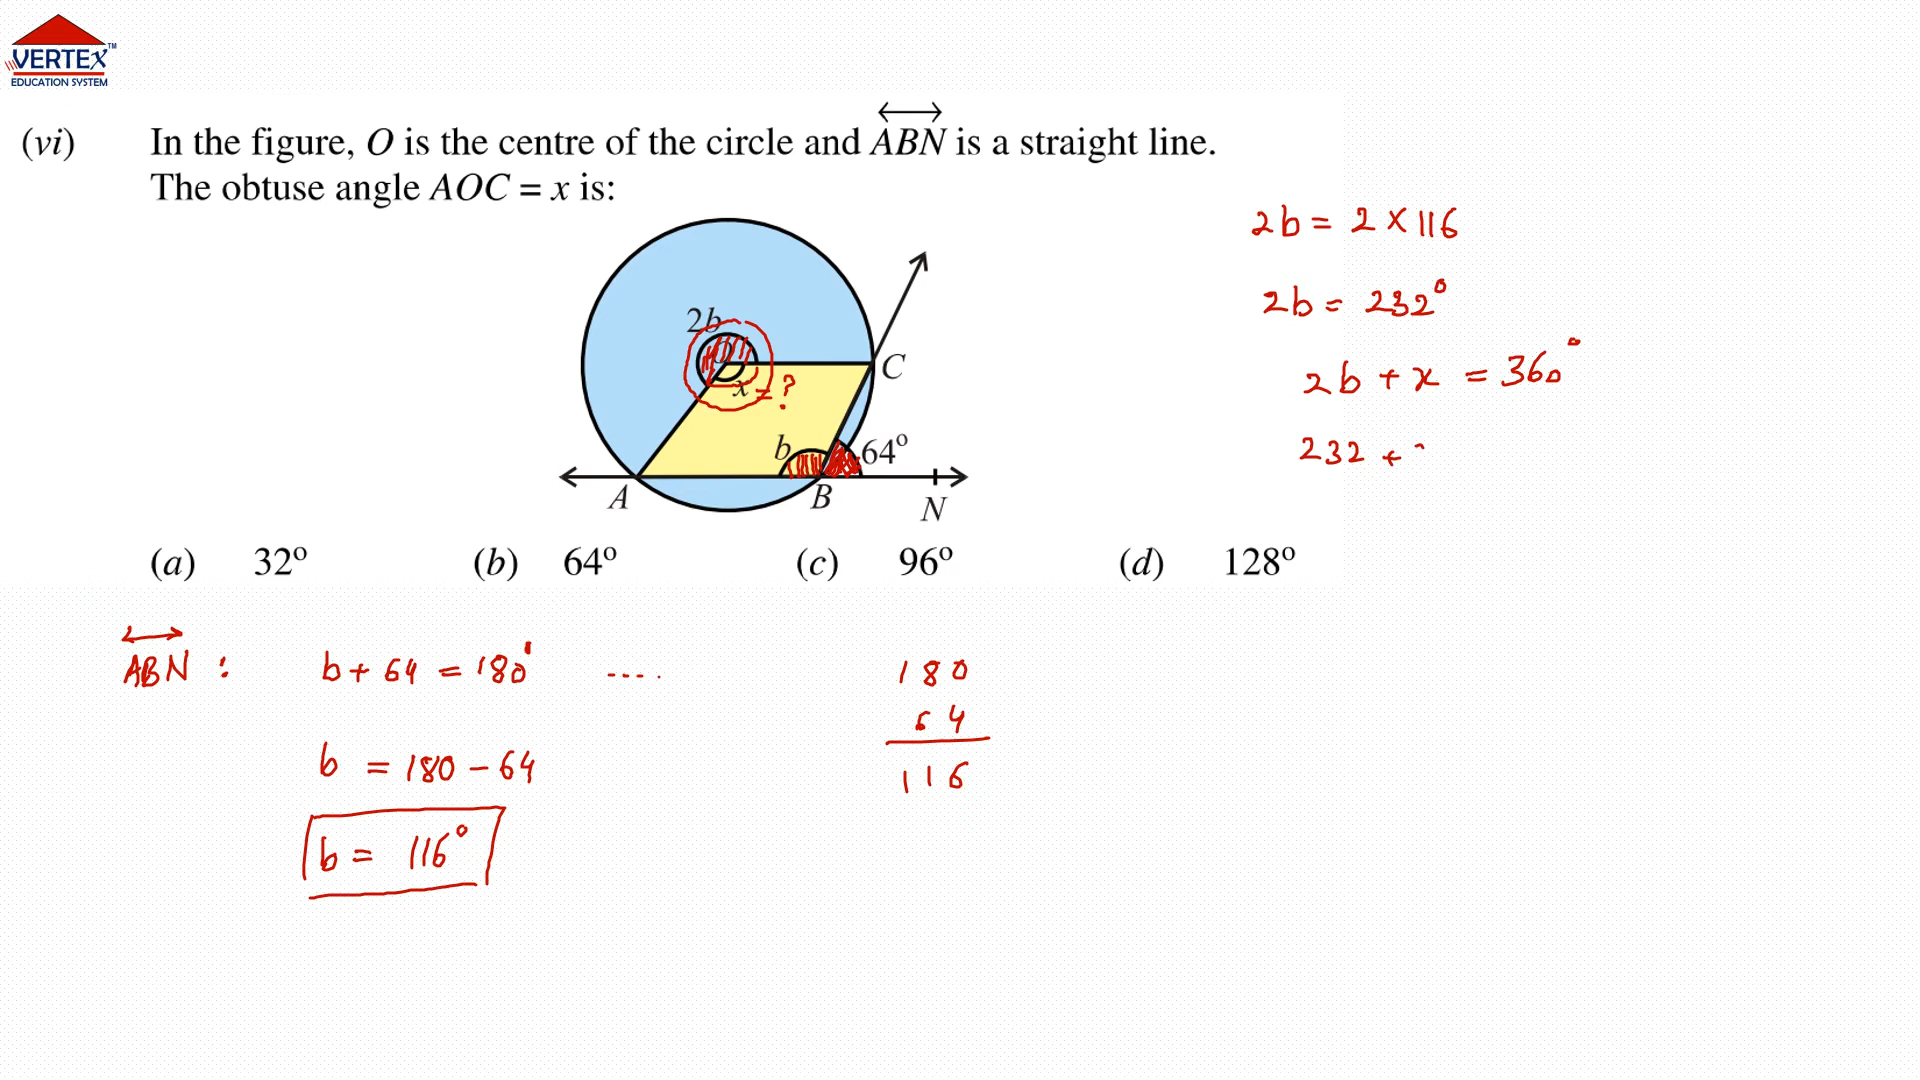 VERTEX™
EDUCATION SYSTEM
(vi) In the figure, O is the centre of the circle and ABN is a straight line.
The obtuse angle AOC = x is:
2b
O
C
x = ?
b
64°
A
B
N
(a) 32° (b) 64° (c) 96° (d) 128°
2b = 2 × 116
2b = 232°
2b + x = 360°
232 +
ABN : b + 64 = 180° ....
b = 180 - 64
b = 116°
180
64
116